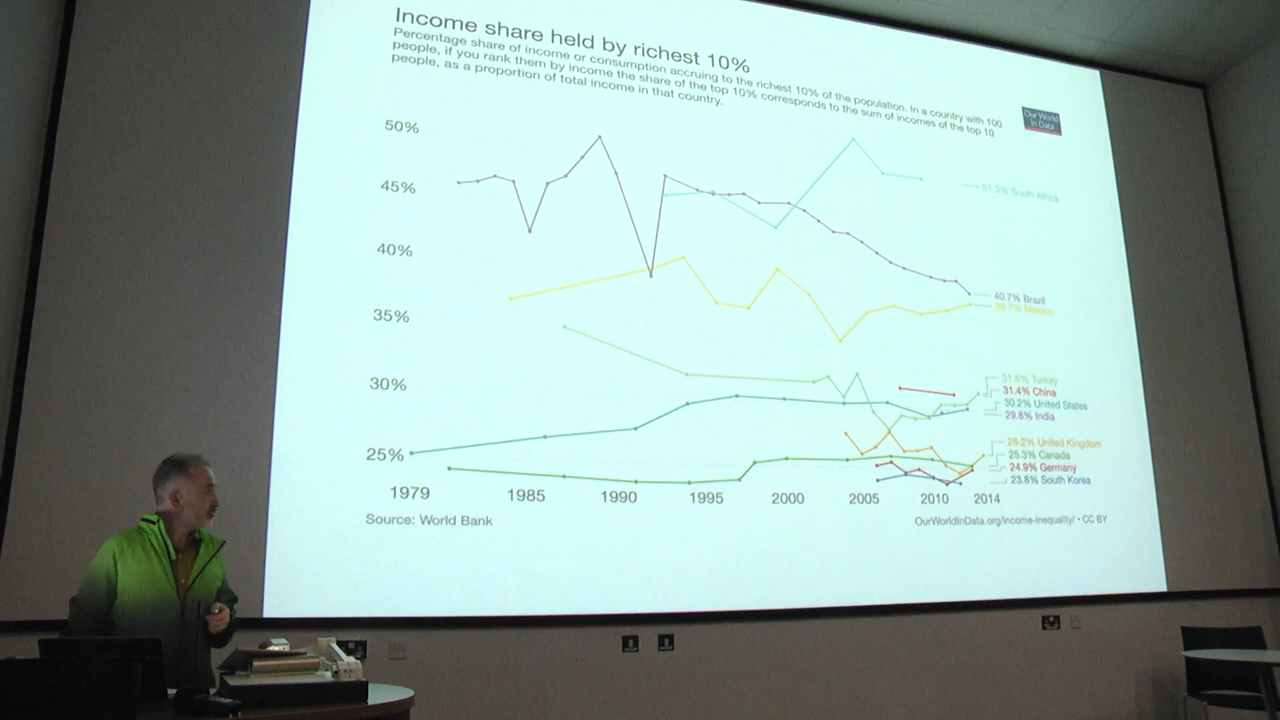 Income share held by richest 10%
Percentage share of income or consumption accruing to the richest 10% of the population. In a country with 100
people, if you rank them by income the share of the top 10% corresponds to the sum of incomes of the top 10
people, as a proportion of total income in that country.
Our World
in Data
50%
45%
40%
35%
30%
25%
51.3% South Africa
40.7% Brazil
39.7% Mexico
31.6% Turkey
31.4% China
30.2% United States
29.8% India
26.2% United Kingdom
25.3% Canada
24.9% Germany
23.8% South Korea
1979
1985
1990
1995
2000
2005
2010
2014
Source: World Bank
OurWorldInData.org/income-inequality/ • CC BY